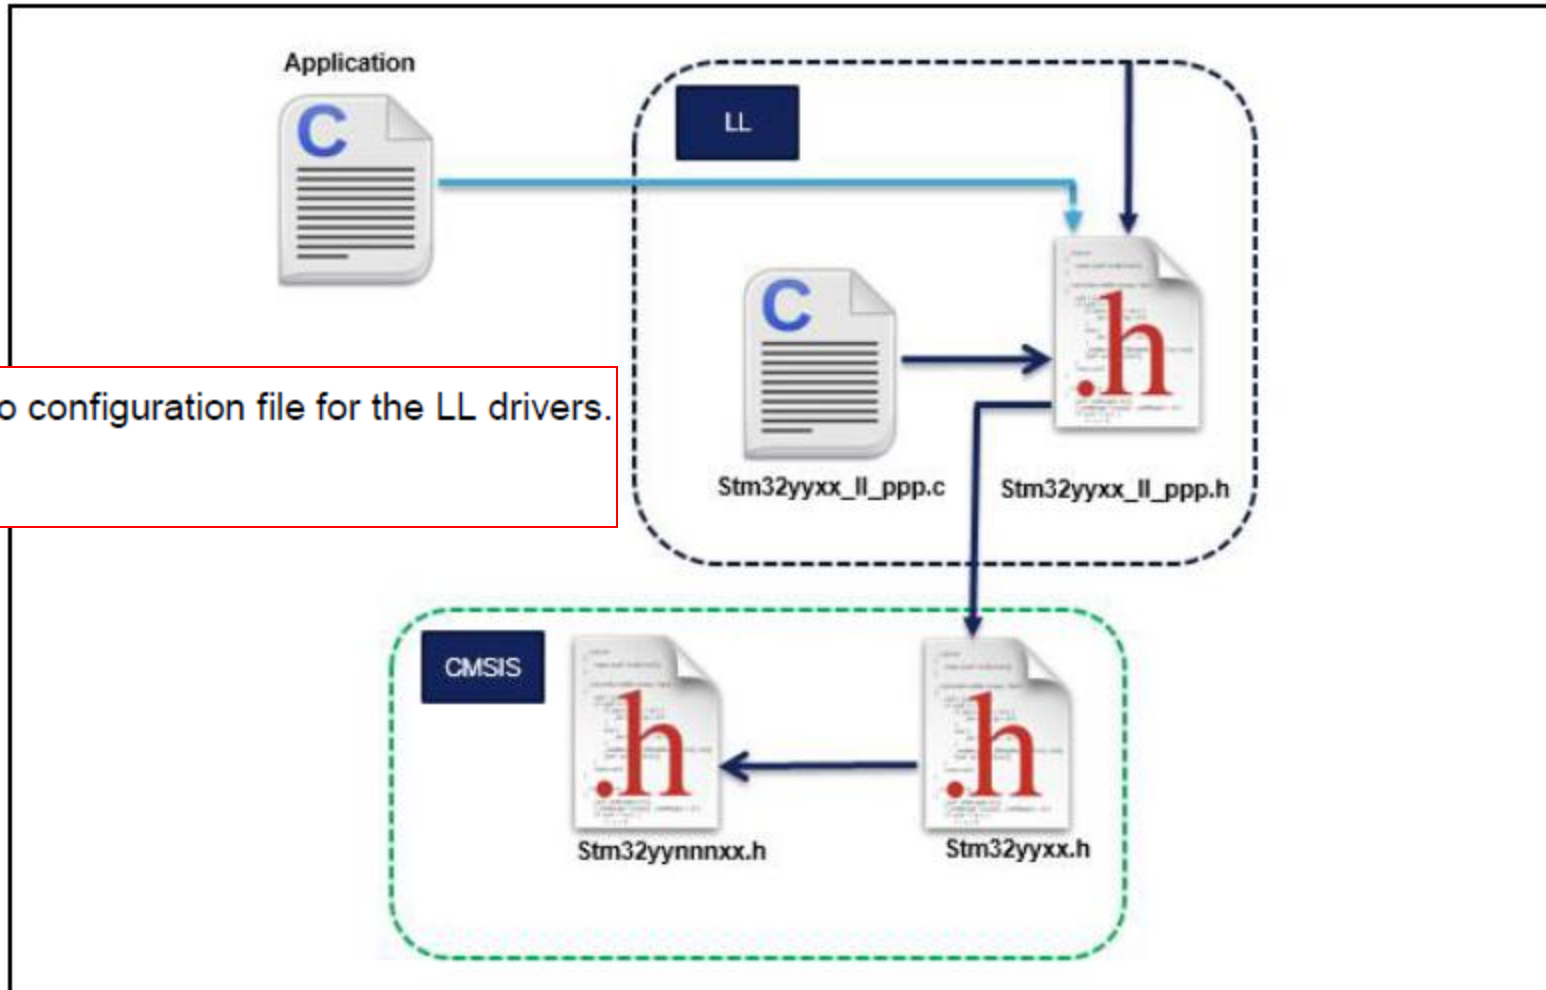 Application
C
LL
C
.h
o configuration file for the LL drivers.
Stm32yyxx_ll_ppp.c
Stm32yyxx_ll_ppp.h
CMSIS
.h
.h
Stm32yynnnxx.h
Stm32yyxx.h